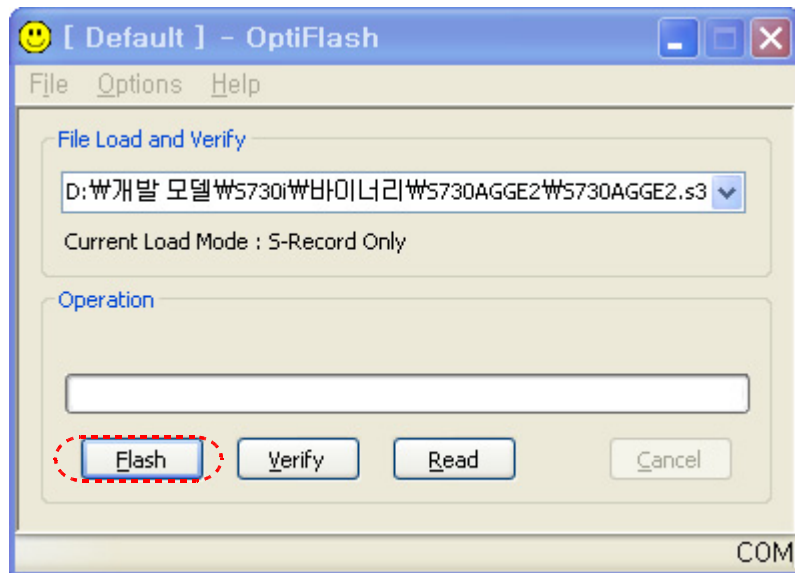 [ Default ] - OptiFlash
File Options Help
File Load and Verify
D:₩개발 모델₩S730i₩바이너리₩S730AGGE2₩S730AGGE2.s3
Current Load Mode : S-Record Only
Operation
Flash Verify Read Cancel
COM